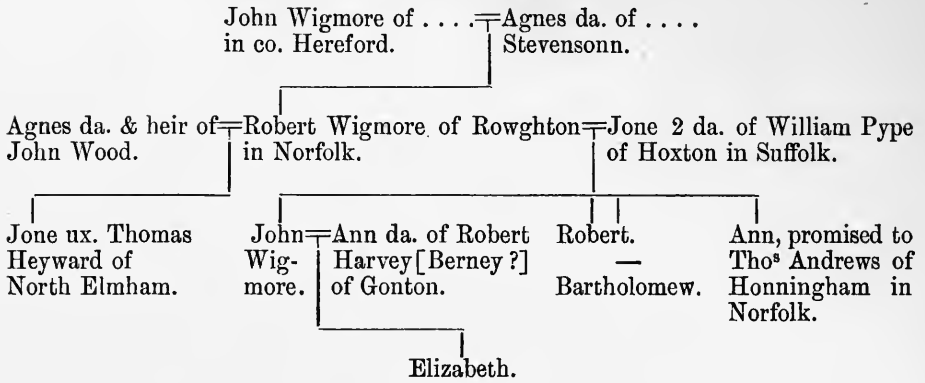 John Wigmore of . . . . = Agnes da. of . . . .
in co. Hereford. Stevensonn.
Agnes da. & heir of = Robert Wigmore of Rowghton = Jone 2 da. of William Pype
John Wood. in Norfolk. of Hoxton in Suffolk.
Jone ux. Thomas John = Ann da. of Robert Robert. Ann, promised to
Heyward of Wig- Harvey [Berney ?] — Thoˢ Andrews of
North Elmham. more. of Gonton. Bartholomew. Honningham in
Norfolk.
Elizabeth.